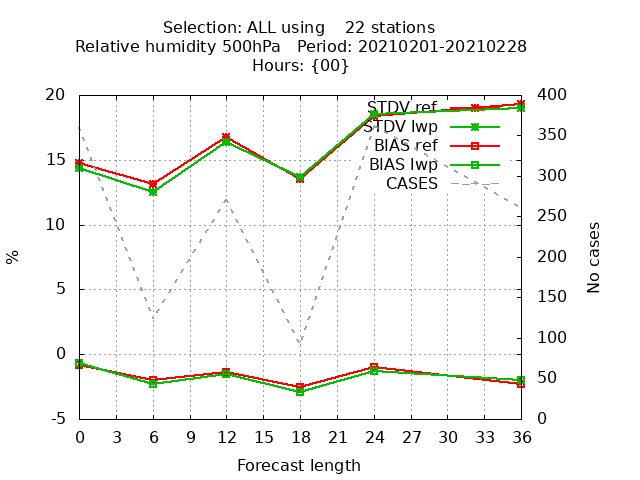 Selection: ALL using    22 stations
Relative humidity 500hPa   Period: 20210201-20210228
Hours: {00}
STDV ref
STDV lwp
BIAS ref
BIAS lwp
CASES
20
15
10
5
0
-5
%
400
350
300
250
200
150
100
50
0
No cases
0 3 6 9 12 15 18 21 24 27 30 33 36
Forecast length